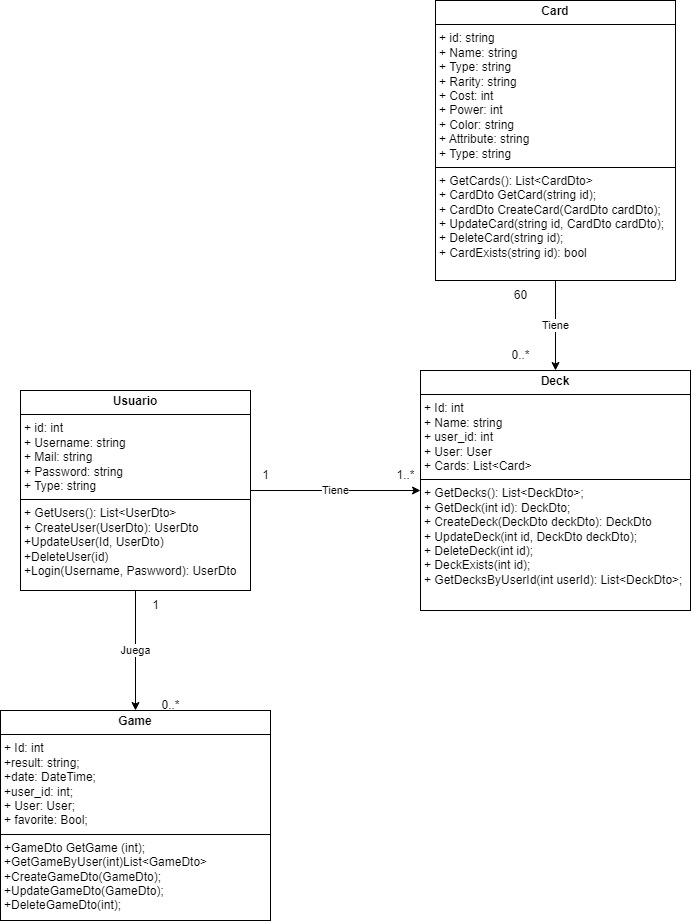 Card
+ id: string
+ Name: string
+ Type: string
+ Rarity: string
+ Cost: int
+ Power: int
+ Color: string
+ Attribute: string
+ Type: string
+ GetCards(): List<CardDto>
+ CardDto GetCard(string id);
+ CardDto CreateCard(CardDto cardDto);
+ UpdateCard(string id, CardDto cardDto);
+ DeleteCard(string id);
+ CardExists(string id): bool
60
Tiene
0..*
Deck
+ Id: int
+ Name: string
+ user_id: int
+ User: User
+ Cards: List<Card>
+ GetDecks(): List<DeckDto>;
+ GetDeck(int id): DeckDto;
+ CreateDeck(DeckDto deckDto): DeckDto
+ UpdateDeck(int id, DeckDto deckDto);
+ DeleteDeck(int id);
+ DeckExists(int id);
+ GetDecksByUserId(int userId): List<DeckDto>;
Usuario
+ id: int
+ Username: string
+ Mail: string
+ Password: string
+ Type: string
+ GetUsers(): List<UserDto>
+ CreateUser(UserDto): UserDto
+UpdateUser(Id, UserDto)
+DeleteUser(id)
+Login(Username, Paswword): UserDto
1
Tiene
1..*
1
Juega
0..*
Game
+ Id: int
+result: string;
+date: DateTime;
+user_id: int;
+ User: User;
+ favorite: Bool;
+GameDto GetGame (int);
+GetGameByUser(int)List<GameDto>
+CreateGameDto(GameDto);
+UpdateGameDto(GameDto);
+DeleteGameDto(int);